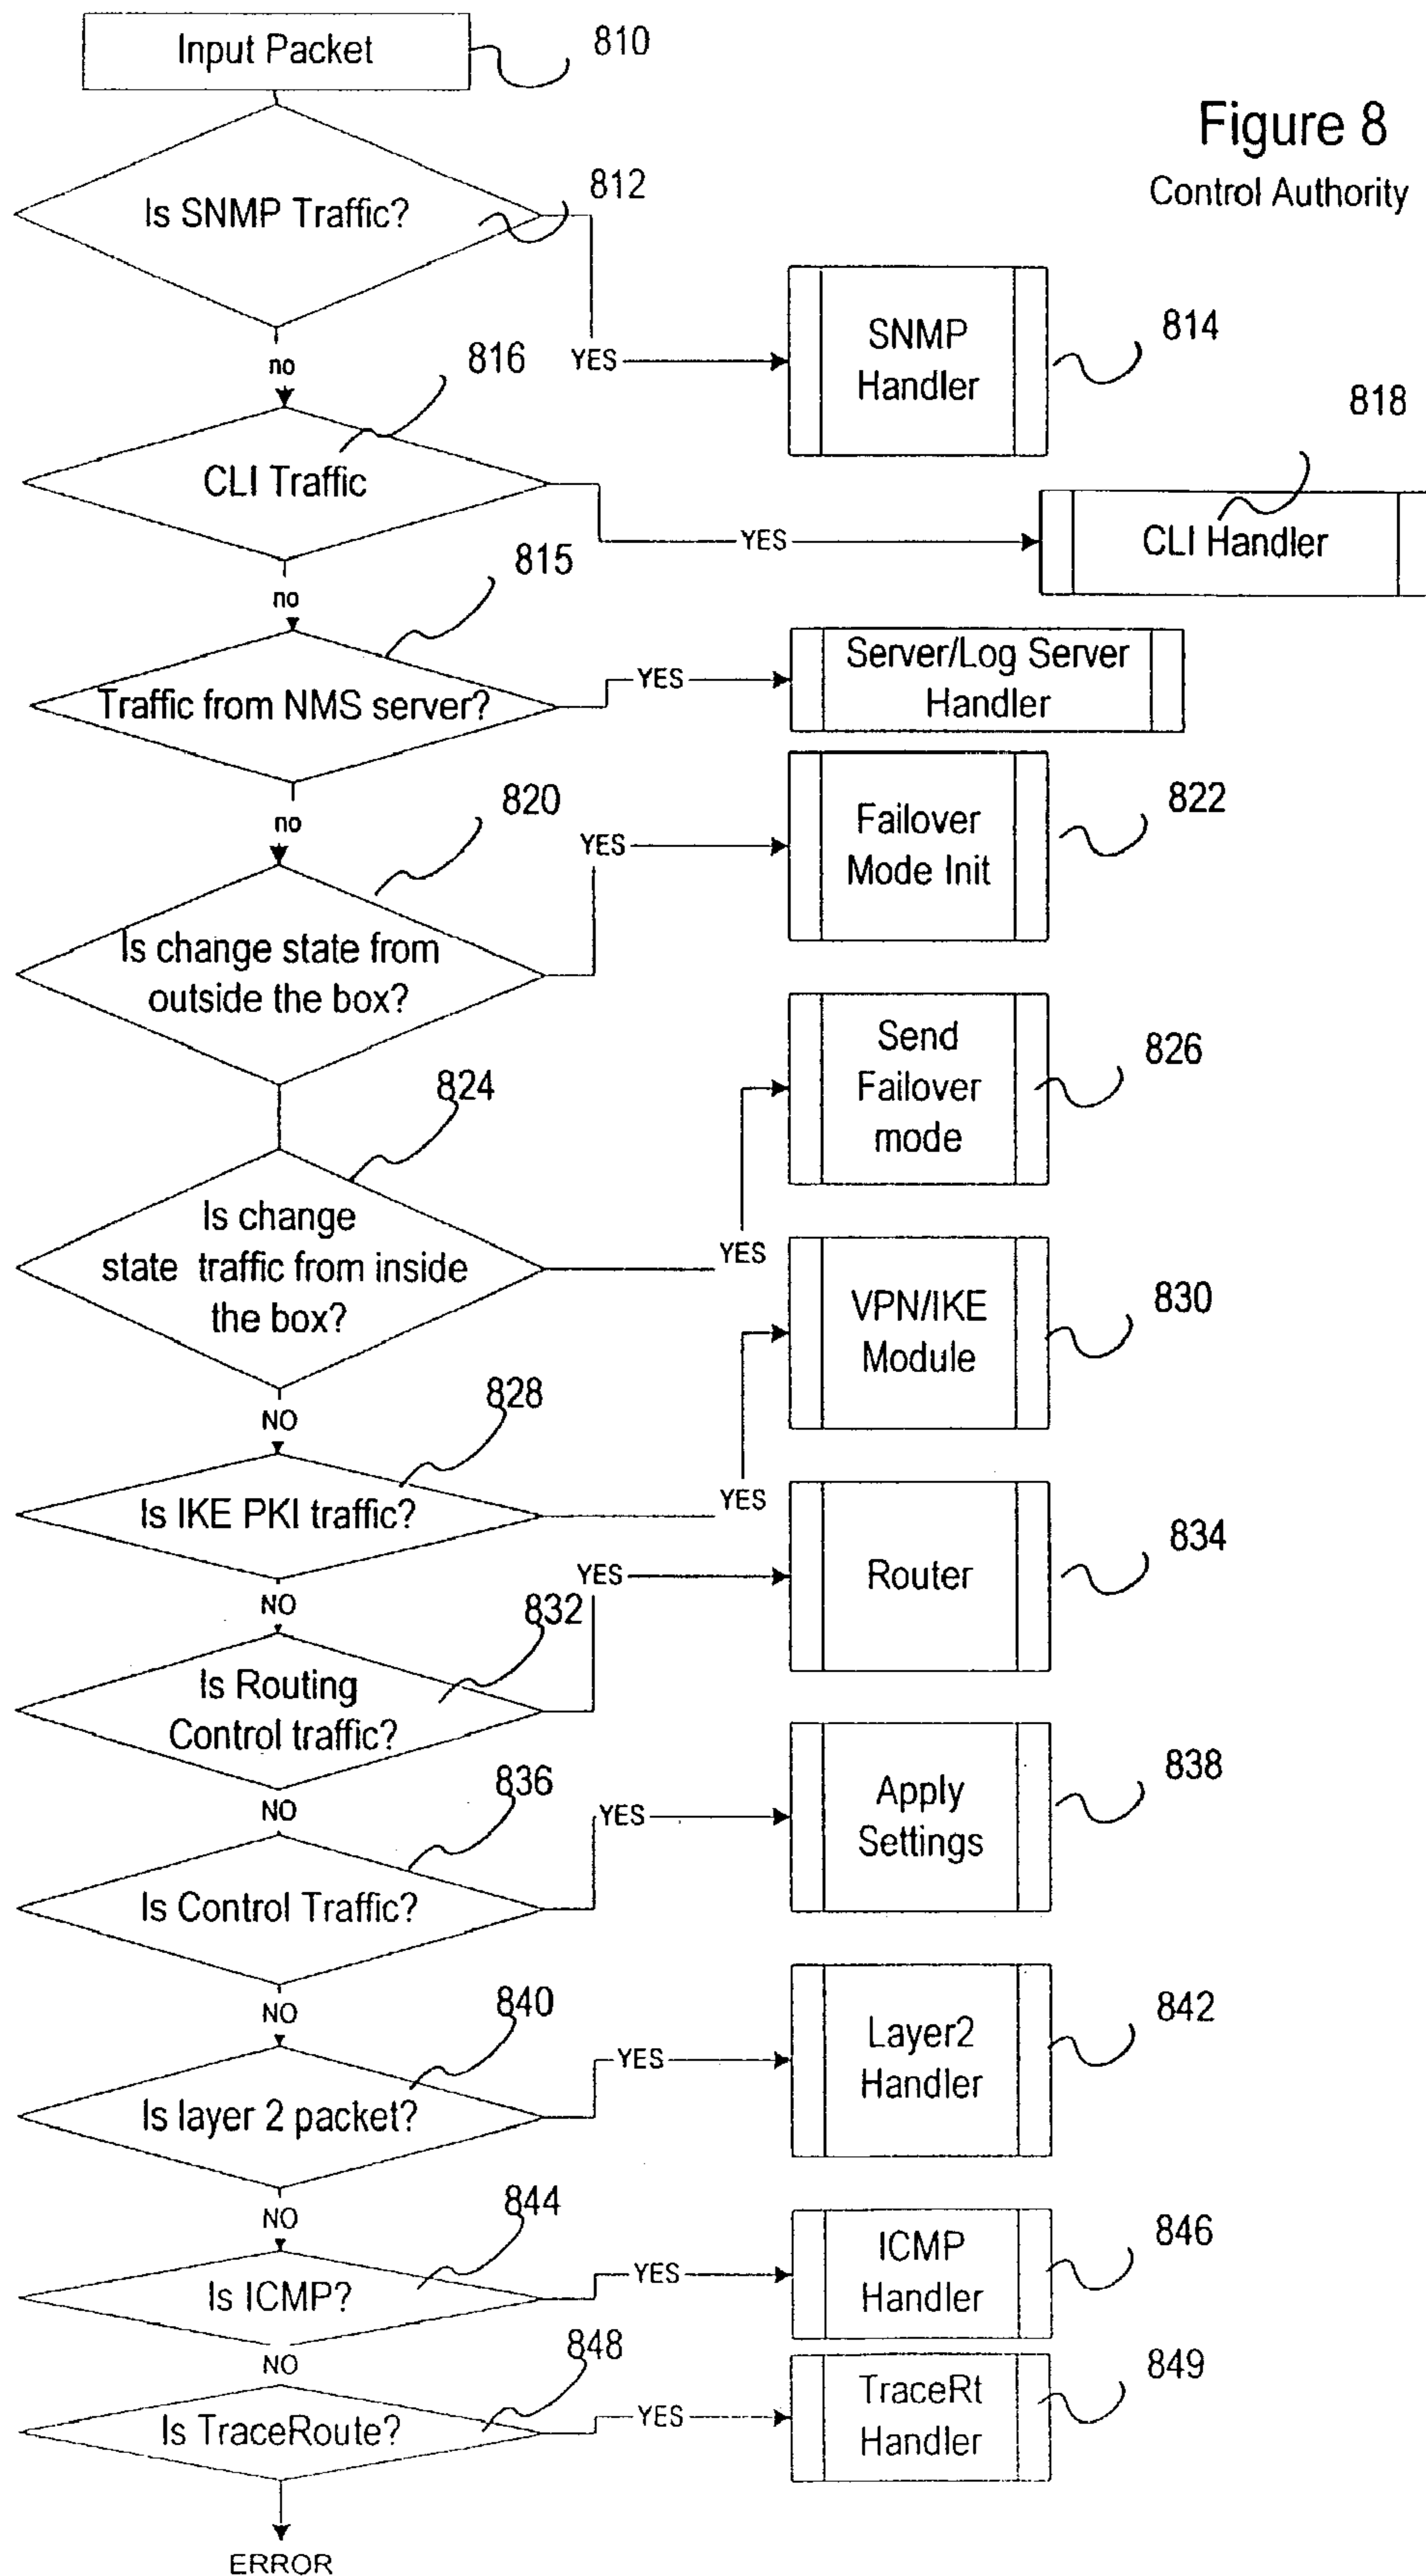 Input Packet
810
Figure 8
Control Authority
Is SNMP Traffic?
812
no
YES
SNMP
Handler
814
816
CLI Traffic
YES
CLI Handler
818
no
815
Traffic from NMS server?
YES
Server/Log Server
Handler
no
820
Is change state from
outside the box?
YES
Failover
Mode Init
822
824
Is change
state traffic from inside
the box?
YES
Send
Failover
mode
826
NO
828
Is IKE PKI traffic?
YES
VPN/IKE
Module
830
NO
832
Is Routing
Control traffic?
YES
Router
834
NO
836
Is Control Traffic?
YES
Apply
Settings
838
NO
840
Is layer 2 packet?
YES
Layer2
Handler
842
NO
844
Is ICMP?
YES
ICMP
Handler
846
NO
848
Is TraceRoute?
YES
TraceRt
Handler
849
ERROR